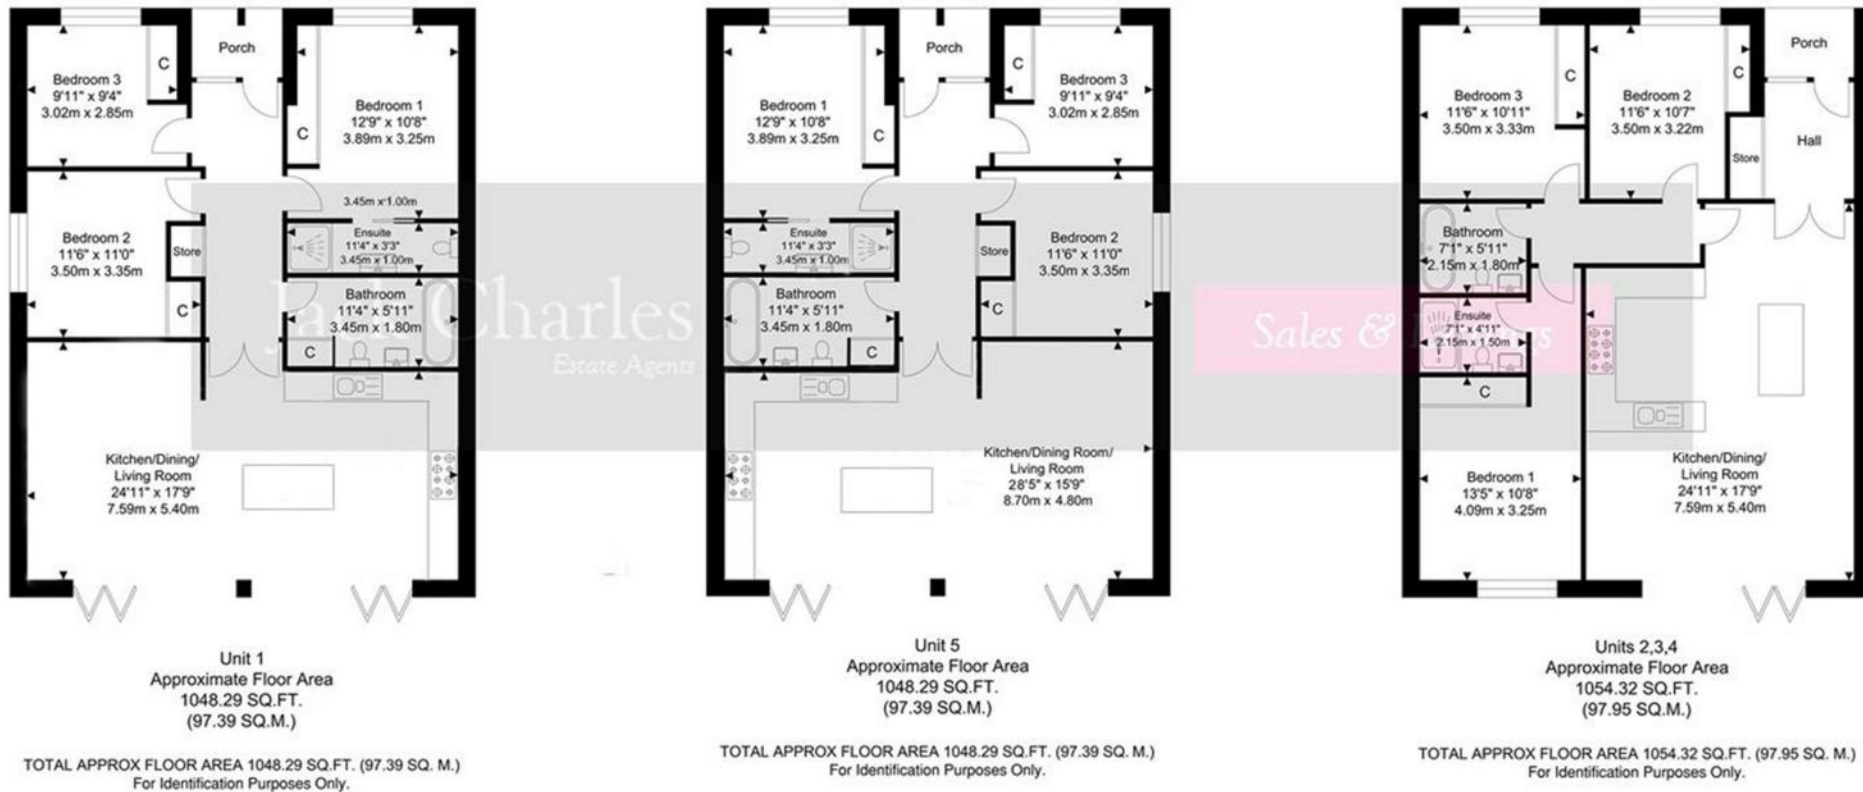 Bedroom 3
9'11" x 9'4"
3.02m x 2.85m
C
Porch
Bedroom 1
12'9" x 10'8"
3.89m x 3.25m
C
3.45m x 1.00m
Ensuite
11'4" x 3'3"
3.45m x 1.00m
Bedroom 2
11'6" x 11'0"
3.50m x 3.35m
Store
C
Bathroom
11'4" x 5'11"
3.45m x 1.80m
C
Kitchen/Dining/
Living Room
24'11" x 17'9"
7.59m x 5.40m
Unit 1
Approximate Floor Area
1048.29 SQ.FT.
(97.39 SQ.M.)
TOTAL APPROX FLOOR AREA 1048.29 SQ.FT. (97.39 SQ. M.)
For Identification Purposes Only.
Jack Charles
Estate Agents
Bedroom 1
12'9" x 10'8"
3.89m x 3.25m
C
Porch
C
Bedroom 3
9'11" x 9'4"
3.02m x 2.85m
Ensuite
11'4" x 3'3"
3.45m x 1.00m
Store
Bedroom 2
11'6" x 11'0"
3.50m x 3.35m
C
Bathroom
11'4" x 5'11"
3.45m x 1.80m
C
Kitchen/Dining Room/
Living Room
28'5" x 15'9"
8.70m x 4.80m
Unit 5
Approximate Floor Area
1048.29 SQ.FT.
(97.39 SQ.M.)
TOTAL APPROX FLOOR AREA 1048.29 SQ.FT. (97.39 SQ. M.)
For Identification Purposes Only.
Sales &
Bedroom 3
11'6" x 10'11"
3.50m x 3.33m
C
Bedroom 2
11'6" x 10'7"
3.50m x 3.22m
C
Porch
Store
Hall
Bathroom
7'1" x 5'11"
2.15m x 1.80m
Ensuite
7'1" x 4'11"
2.15m x 1.50m
C
Bedroom 1
13'5" x 10'8"
4.09m x 3.25m
Kitchen/Dining/
Living Room
24'11" x 17'9"
7.59m x 5.40m
Units 2,3,4
Approximate Floor Area
1054.32 SQ.FT.
(97.95 SQ.M.)
TOTAL APPROX FLOOR AREA 1054.32 SQ.FT. (97.95 SQ. M.)
For Identification Purposes Only.